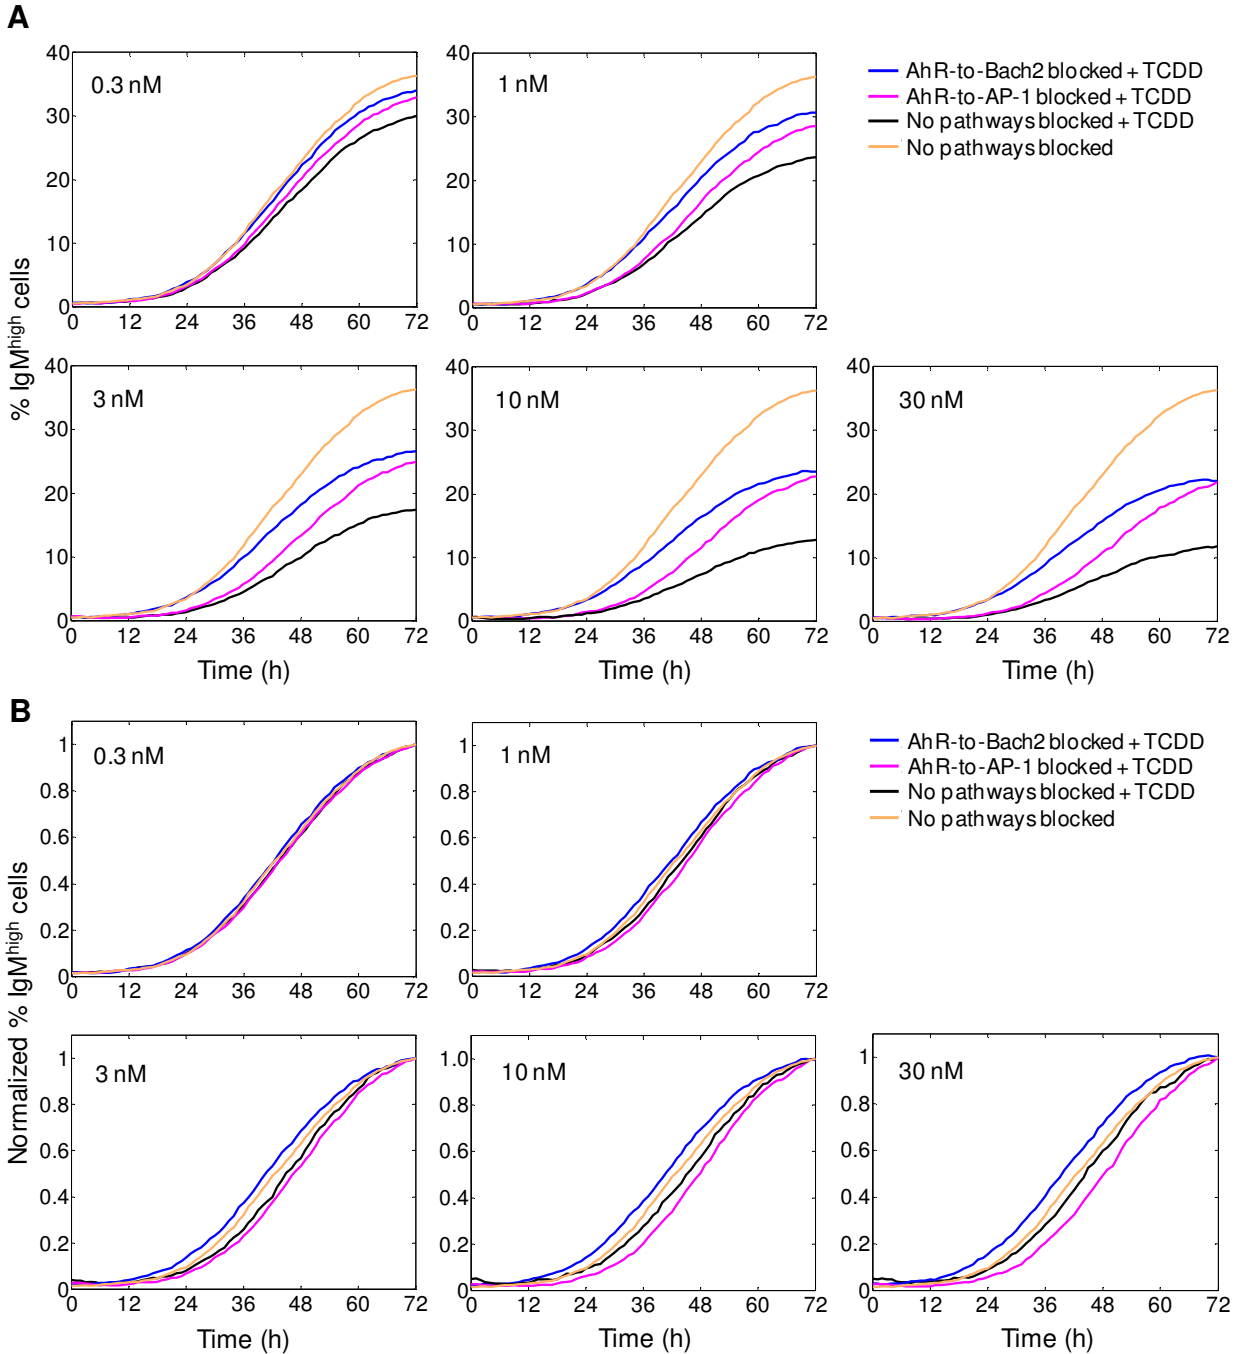 A
0.3 nM
1 nM
AhR-to-Bach2 blocked + TCDD
AhR-to-AP-1 blocked + TCDD
No pathways blocked + TCDD
No pathways blocked
40
30
20
10
0
0 12 24 36 48 60 72
40
30
20
10
0
0 12 24 36 48 60 72
% IgMhigh cells
3 nM
10 nM
30 nM
40
30
20
10
0
0 12 24 36 48 60 72
40
30
20
10
0
0 12 24 36 48 60 72
40
30
20
10
0
0 12 24 36 48 60 72
Time (h)
Time (h)
Time (h)
B
0.3 nM
1 nM
AhR-to-Bach2 blocked + TCDD
AhR-to-AP-1 blocked + TCDD
No pathways blocked + TCDD
No pathways blocked
1
0.8
0.6
0.4
0.2
0
0 12 24 36 48 60 72
1
0.8
0.6
0.4
0.2
0
0 12 24 36 48 60 72
Normalized % IgMhigh cells
3 nM
10 nM
30 nM
1
0.8
0.6
0.4
0.2
0
0 12 24 36 48 60 72
1.0
0.8
0.6
0.4
0.2
0
0 12 24 36 48 60 72
1
0.8
0.6
0.4
0.2
0
0 12 24 36 48 60 72
Time (h)
Time (h)
Time (h)